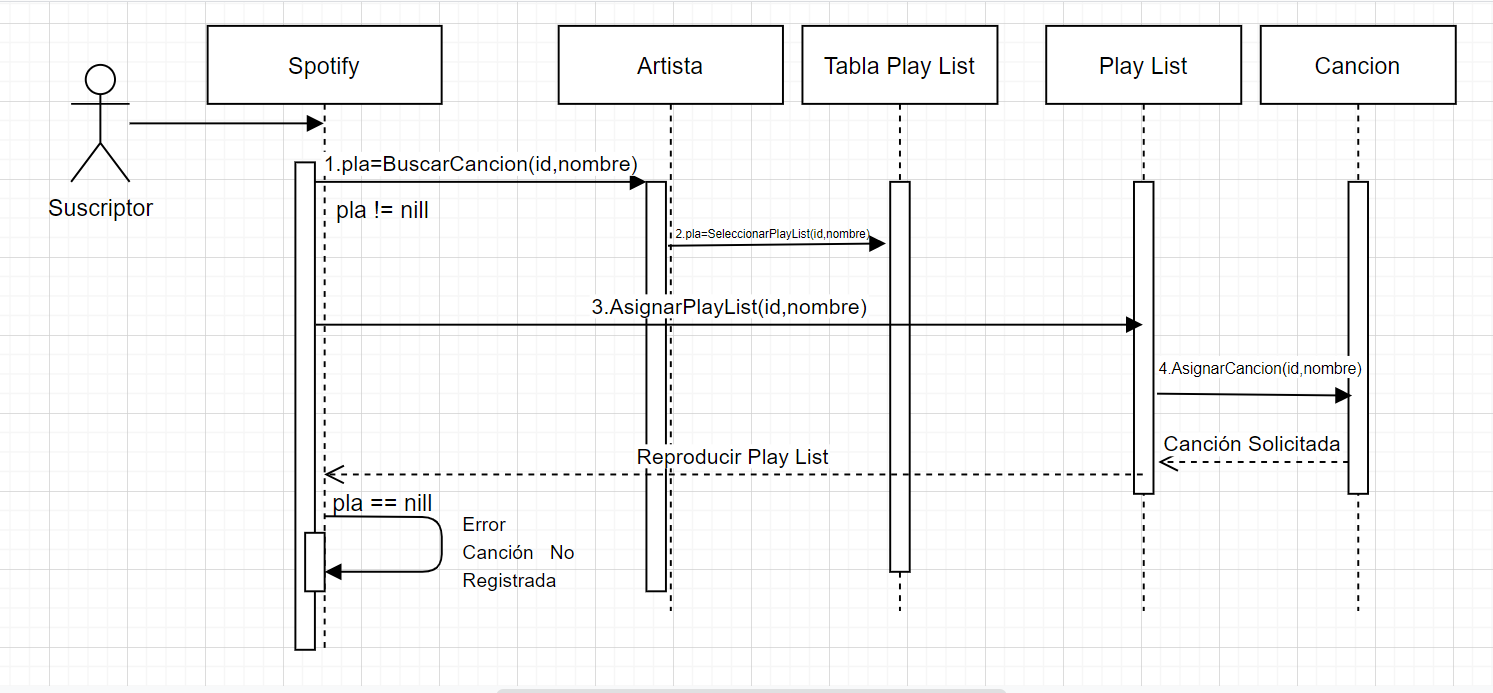 Spotify
Artista
Tabla Play List
Play List
Cancion
Suscriptor
1.pla=BuscarCancion(id,nombre)
pla != nill
2.pla=SeleccionarPlayList(id,nombre)
3.AsignarPlayList(id,nombre)
4.AsignarCancion(id,nombre)
Canción Solicitada
Reproducir Play List
pla == nill
Error
Canción No
Registrada